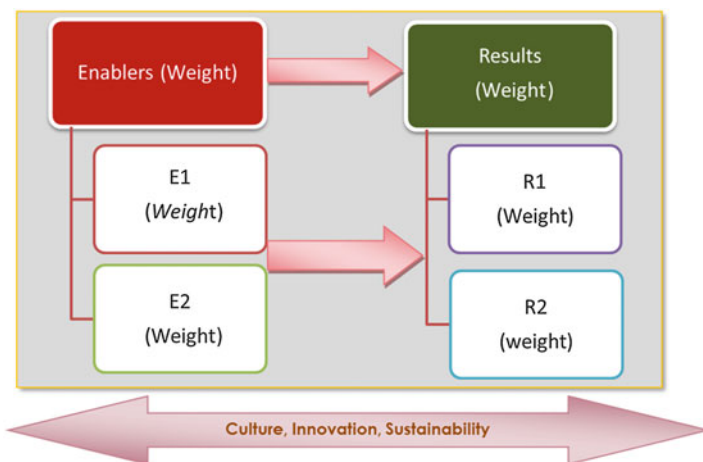 Enablers (Weight)
Results
(Weight)
E1
(Weight)
R1
(Weight)
E2
(Weight)
R2
(weight)
Culture, Innovation, Sustainability